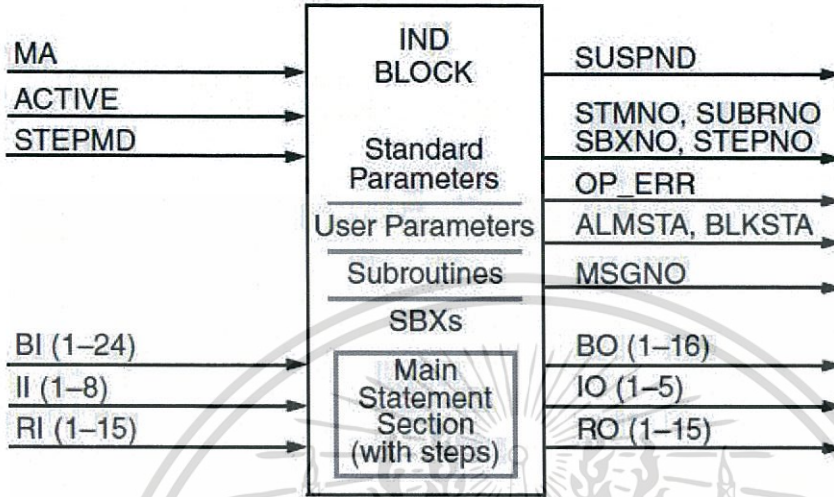 MA
ACTIVE
STEPMD
BI (1–24)
II (1–8)
RI (1–15)
IND
BLOCK
Standard
Parameters
User Parameters
Subroutines
SBXs
Main
Statement
Section
(with steps)
SUSPND
STMNO, SUBRNO
SBXNO, STEPNO
OP_ERR
ALMSTA, BLKSTA
MSGNO
BO (1–16)
IO (1–5)
RO (1–15)